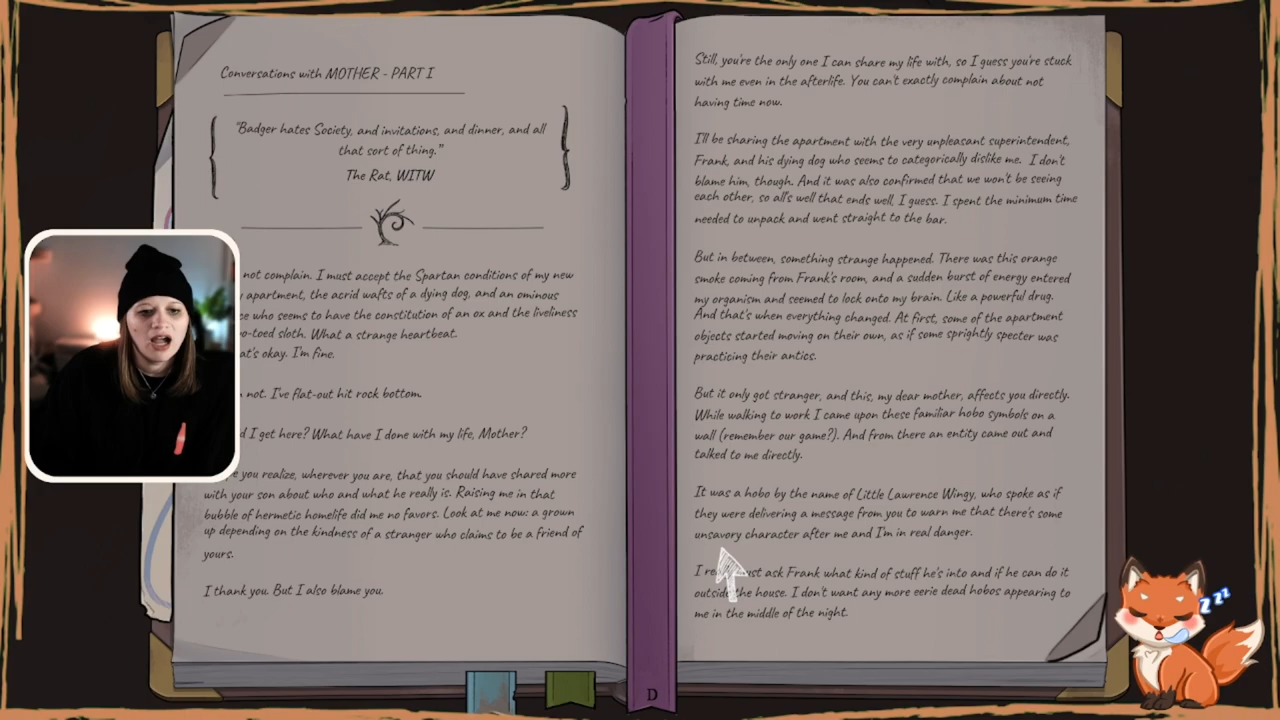 Conversations with MOTHER - PART I
"Badger hates Society, and invitations, and dinner, and all
that sort of thing."
The Rat, WITW
not complain. I must accept the Spartan conditions of my new
apartment, the acrid wafts of a dying dog, and an ominous
who seems to have the constitution of an ox and the liveliness
-toed sloth. What a strange heartbeat.
okay. I'm fine.
not. I've flat-out hit rock bottom.
I get here? What have I done with my life, Mother?
you realize, wherever you are, that you should have shared more
with your son about who and what he really is. Raising me in that
bubble of hermetic homelife did me no favors. Look at me now: a grown
up depending on the kindness of a stranger who claims to be a friend of
yours.
I thank you. But I also blame you.
Still, you're the only one I can share my life with, so I guess you're stuck
with me even in the afterlife. You can't exactly complain about not
having time now.
I'll be sharing the apartment with the very unpleasant superintendent,
Frank, and his dying dog who seems to categorically dislike me. I don't
blame him, though. And it was also confirmed that we won't be seeing
each other, so all's well that ends well, I guess. I spent the minimum time
needed to unpack and went straight to the bar.
But in between, something strange happened. There was this orange
smoke coming from Frank's room, and a sudden burst of energy entered
my organism and seemed to lock onto my brain. Like a powerful drug.
And that's when everything changed. At first, some of the apartment
objects started moving on their own, as if some sprightly specter was
practicing their antics.
But it only got stranger, and this, my dear mother, affects you directly.
While walking to work I came upon these familiar hobo symbols on a
wall (remember our game?). And from there an entity came out and
talked to me directly.
It was a hobo by the name of Little Lawrence Wingy, who spoke as if
they were delivering a message from you to warn me that there's some
unsavory character after me and I'm in real danger.
I ask Frank what kind of stuff he's into and if he can do it
outside the house. I don't want any more eerie dead hobos appearing to
me in the middle of the night.
D
zzz